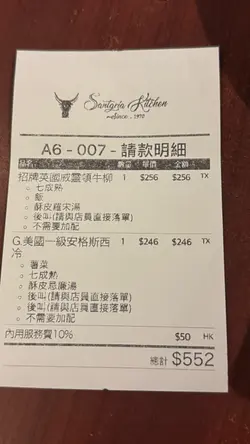 Santgria Kitchen
Since . 1970
A6 - 007 - 請款明細
品名 數量 單價 金額
招牌英國威靈頓牛柳 1 $256 $256 TX
七成熟
飯
酥皮羅宋湯
後叫(請與店員直接落單)
不需要加配
G.美國一級安格斯西冷 1 $246 $246 TX
薯菜
七成熟
酥皮忌廉湯
後叫(請與店員直接落單)
後叫(請與店員直接落單)
不需要加配
內用服務費10% $50 HK
總計 $552